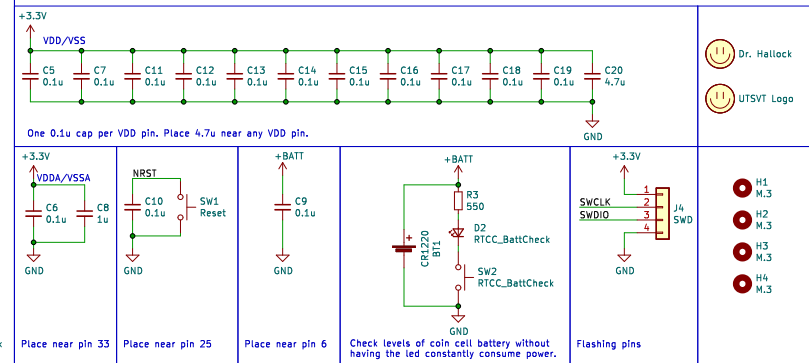 +3.3V
VDD/VSS
C5
0.1u
C7
0.1u
C11
0.1u
C12
0.1u
C13
0.1u
C14
0.1u
C15
0.1u
C16
0.1u
C17
0.1u
C18
0.1u
C19
0.1u
C20
4.7u
GND
One 0.1u cap per VDD pin. Place 4.7u near any VDD pin.
Dr. Hallock
UTSVT Logo
+3.3V
VDDA/VSSA
C6
0.1u
C8
1u
GND
Place near pin 33
NRST
C10
0.1u
SW1
Reset
GND
Place near pin 25
+BATT
C9
0.1u
GND
Place near pin 6
+BATT
R3
550
+
CR1220
BT1
D2
RTCC_BattCheck
SW2
RTCC_BattCheck
GND
Check levels of coin cell battery without
having the led constantly consume power.
+3.3V
SWCLK
SWDIO
1
2
3
4
J4
SWD
GND
Flashing pins
H1
M.3
H2
M.3
H3
M.3
H4
M.3